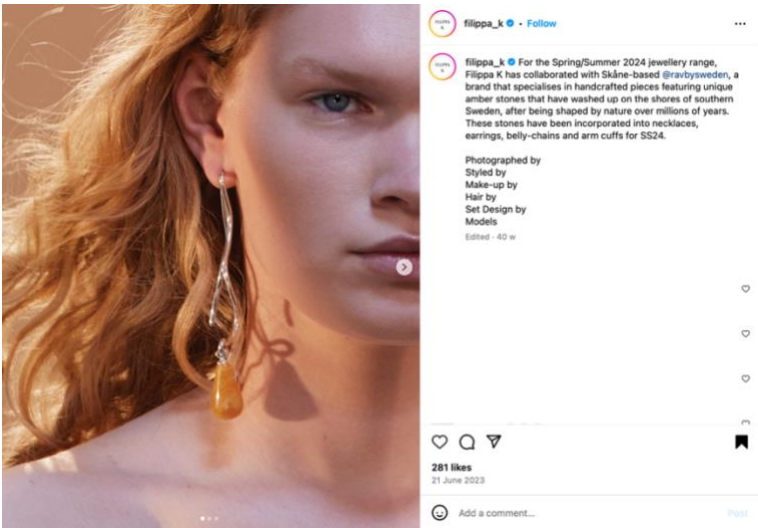 filippa_k • Follow
filippa_k For the Spring/Summer 2024 jewellery range,
Filippa K has collaborated with Skåne-based @ravbysweden, a
brand that specialises in handcrafted pieces featuring unique
amber stones that have washed up on the shores of southern
Sweden, after being shaped by nature over millions of years.
These stones have been incorporated into necklaces,
earrings, belly-chains and arm cuffs for SS24.
Photographed by
Styled by
Make-up by
Hair by
Set Design by
Models
Edited · 40 w
281 likes
21 June 2023
Add a comment...
Post